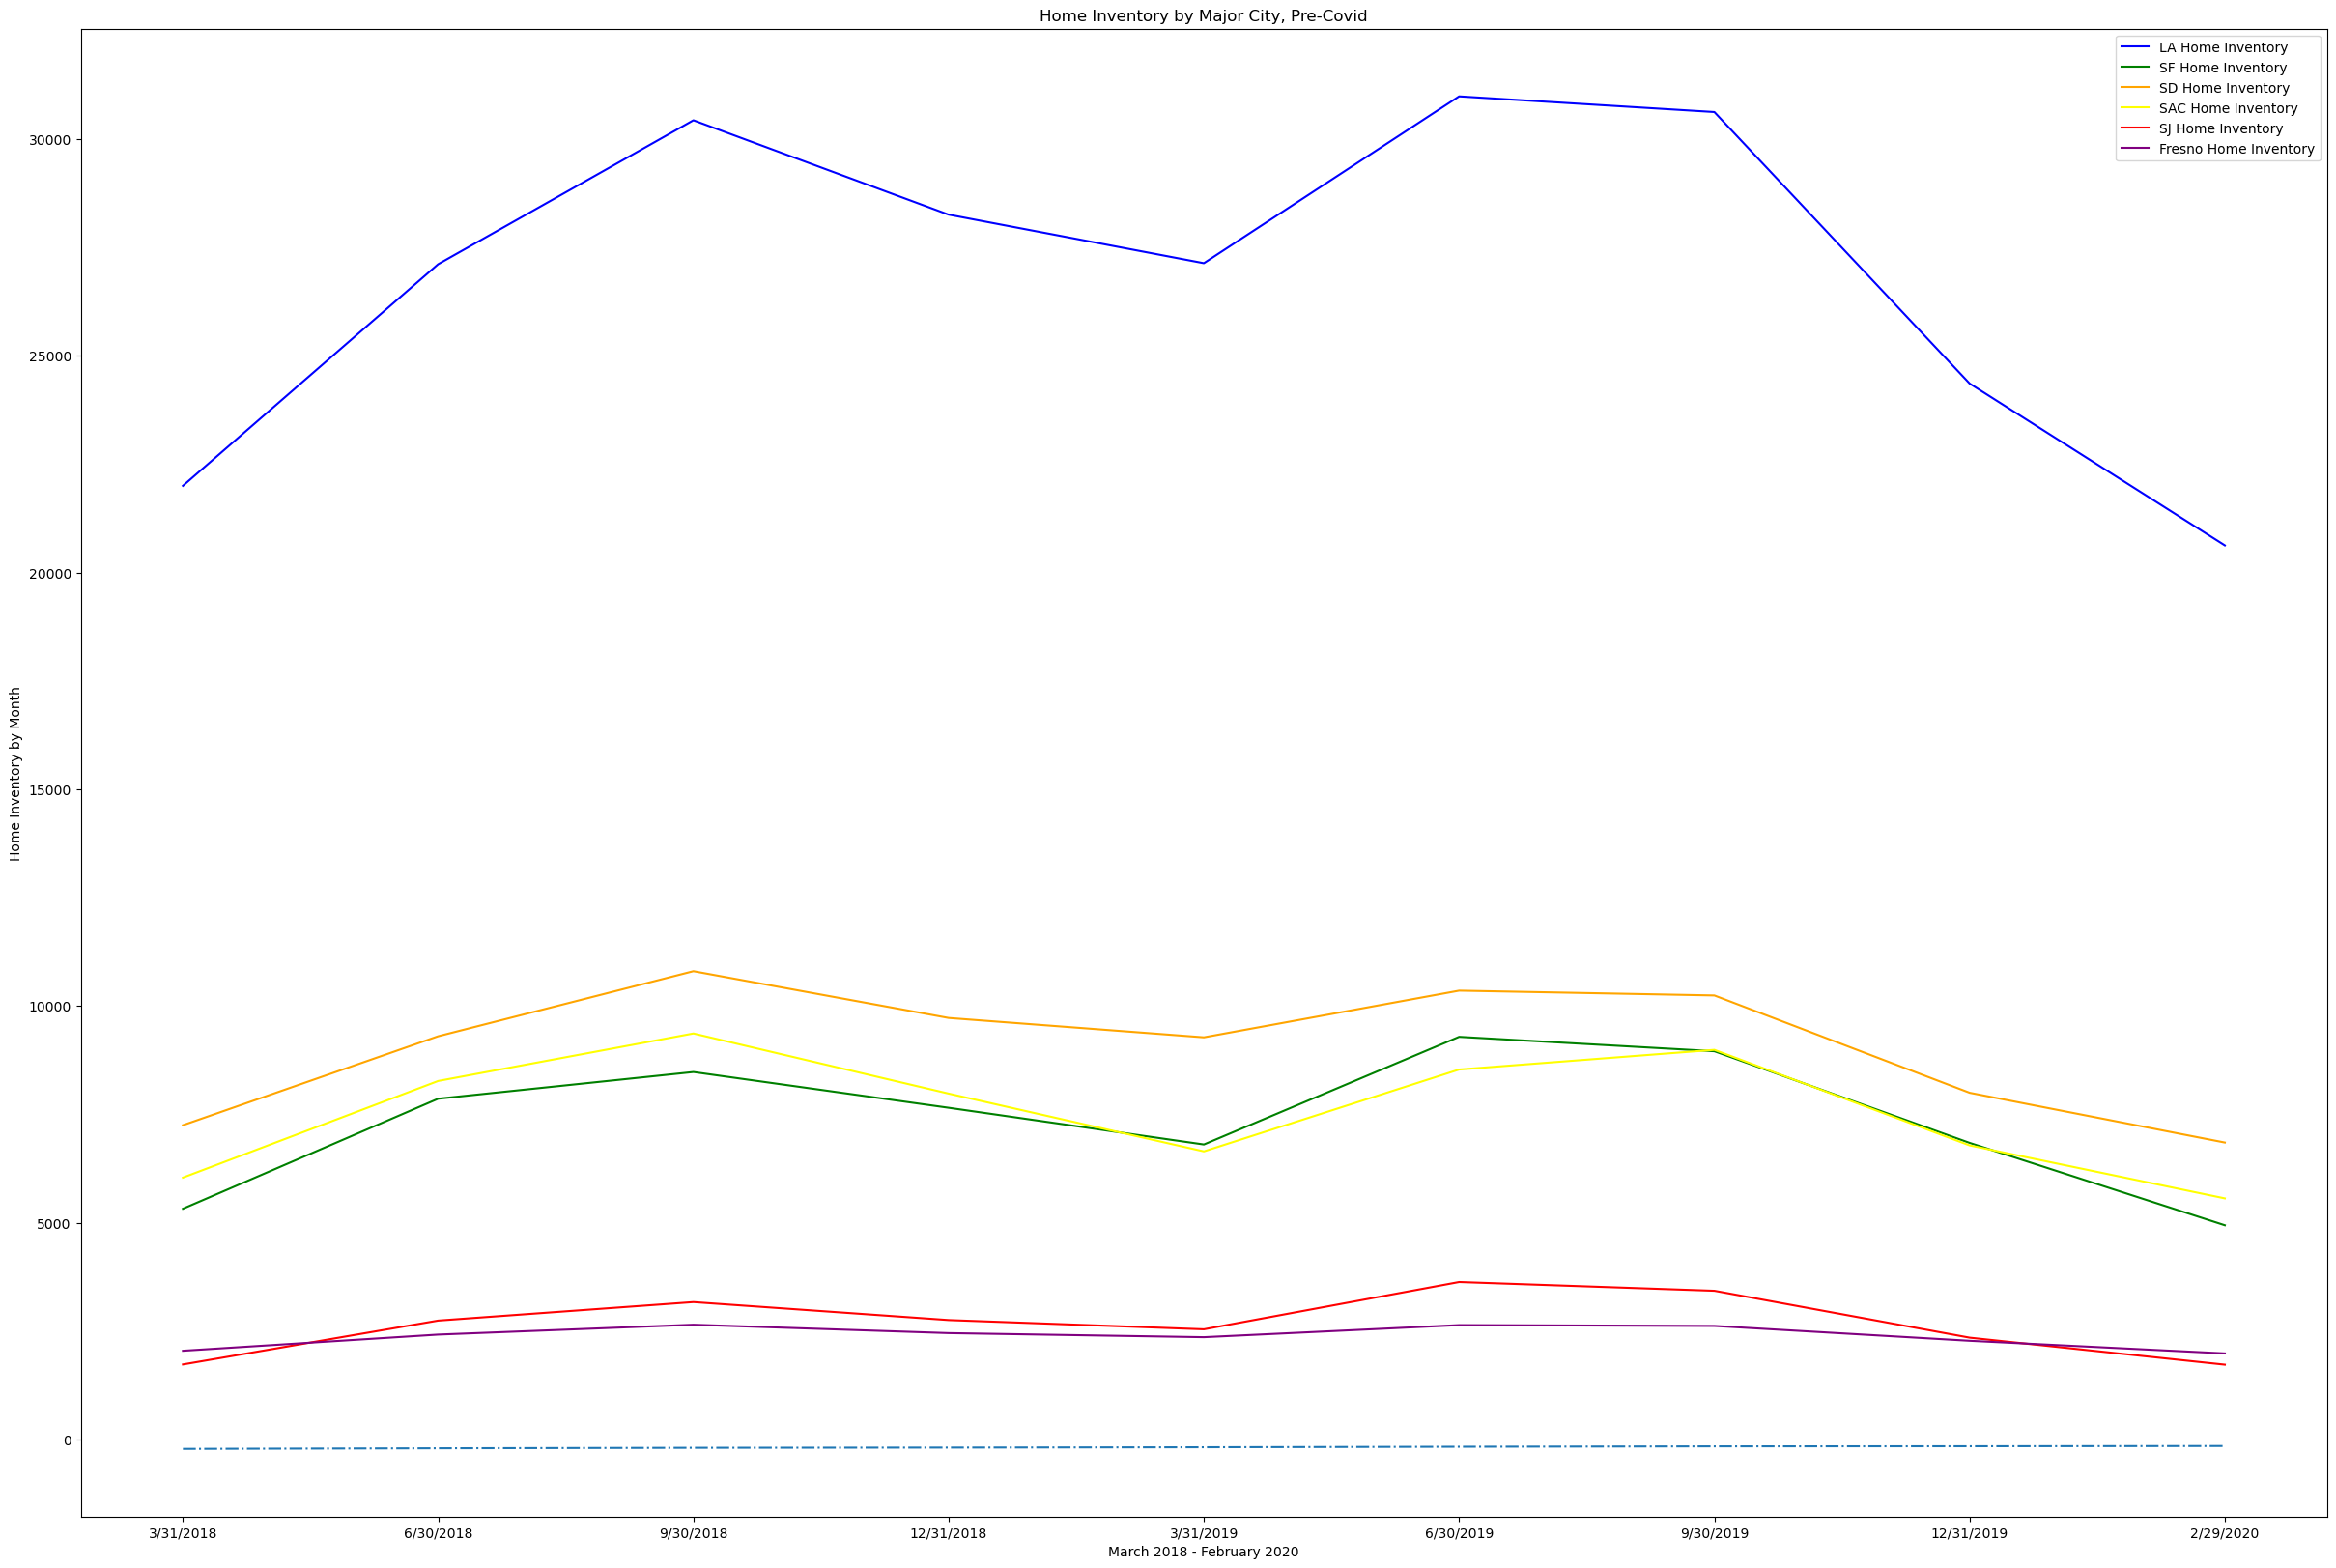 Home Inventory by Major City, Pre-Covid
LA Home Inventory
SF Home Inventory
SD Home Inventory
SAC Home Inventory
SJ Home Inventory
Fresno Home Inventory
Home Inventory by Month
30000
25000
20000
15000
10000
5000
0
3/31/2018 6/30/2018 9/30/2018 12/31/2018 3/31/2019 6/30/2019 9/30/2019 12/31/2019 2/29/2020
March 2018 - February 2020